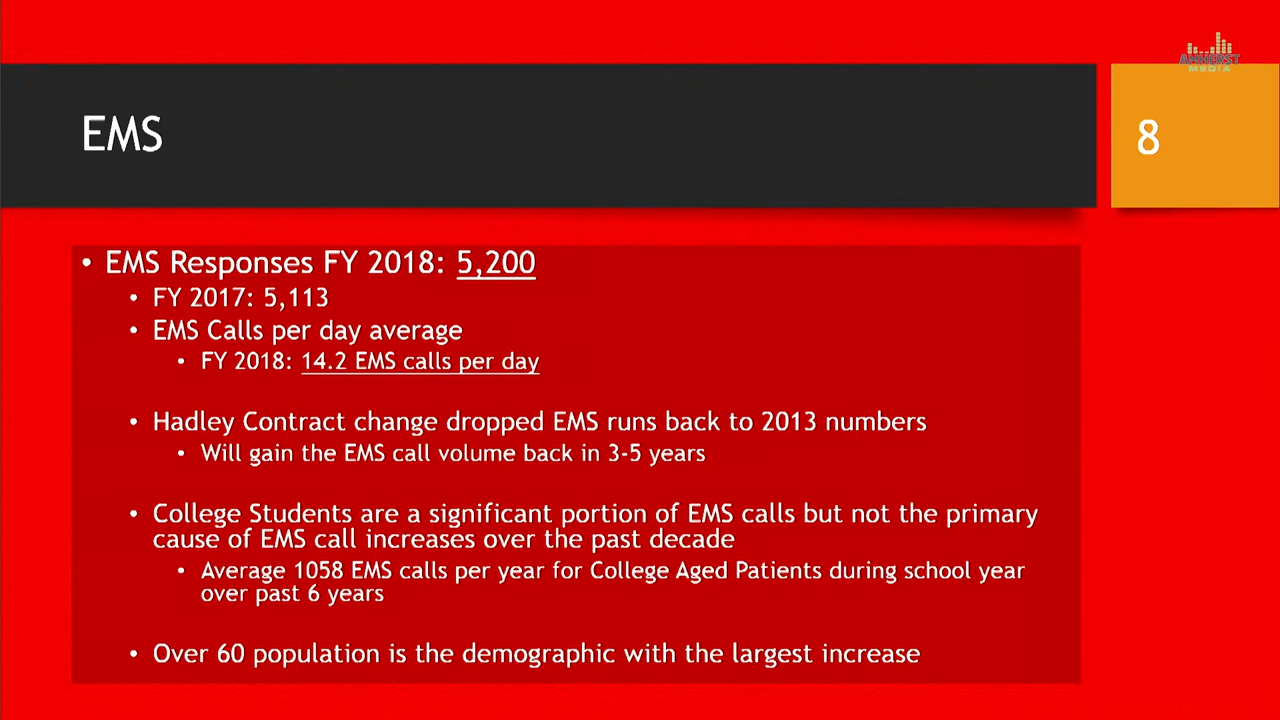 AMHERST
MEDIA
EMS
8
• EMS Responses FY 2018: 5,200
• FY 2017: 5,113
• EMS Calls per day average
• FY 2018: 14.2 EMS calls per day
• Hadley Contract change dropped EMS runs back to 2013 numbers
• Will gain the EMS call volume back in 3-5 years
• College Students are a significant portion of EMS calls but not the primary
cause of EMS call increases over the past decade
• Average 1058 EMS calls per year for College Aged Patients during school year
over past 6 years
• Over 60 population is the demographic with the largest increase